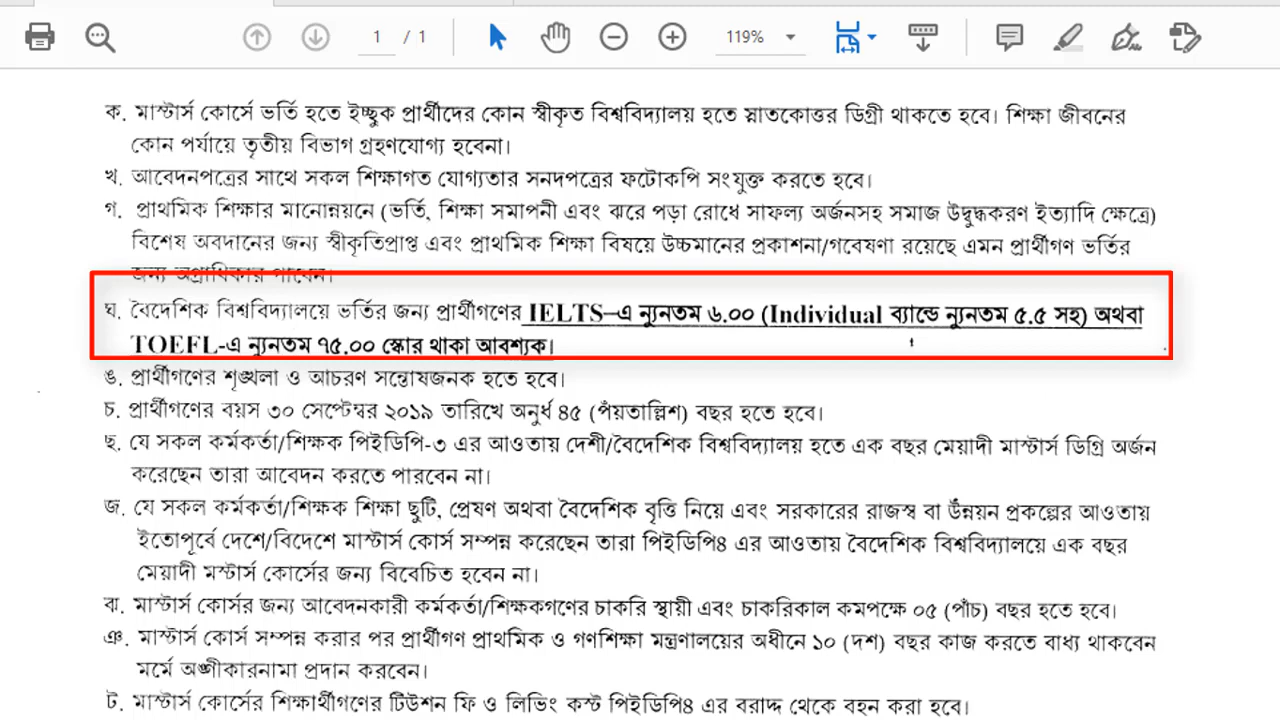 1 / 1
119%
ক. মাস্টার্স কোর্সে ভর্তি হতে ইচ্ছুক প্রার্থীদের কোন স্বীকৃত বিশ্ববিদ্যালয় হতে স্নাতকোত্তর ডিগ্রী থাকতে হবে। শিক্ষা জীবনের
কোন পর্যায়ে তৃতীয় বিভাগ গ্রহণযোগ্য হবেনা।
খ. আবেদনপত্রের সাথে সকল শিক্ষাগত যোগ্যতার সনদপত্রের ফটোকপি সংযুক্ত করতে হবে।
গ. প্রাথমিক শিক্ষার মানোন্নয়নে (ভর্তি, শিক্ষা সমাপনী এবং ঝরে পড়া রোধে সাফল্য অর্জনসহ সমাজ উদ্বুদ্ধকরণ ইত্যাদি ক্ষেত্রে)
বিশেষ অবদানের জন্য স্বীকৃতিপ্রাপ্ত এবং প্রাথমিক শিক্ষা বিষয়ে উচ্চমানের প্রকাশনা/গবেষণা রয়েছে এমন প্রার্থীগণ ভর্তির
জন্য অগ্রাধিকার পাবেন।
ঘ. বৈদেশিক বিশ্ববিদ্যালয়ে ভর্তির জন্য প্রার্থীগণের IELTS–এ ন্যুনতম ৬.০০ (Individual ব্যান্ডে ন্যুনতম ৫.৫ সহ) অথবা
TOEFL-এ ন্যূনতম ৭৫.০০ স্কোর থাকা আবশ্যক।
ঙ. প্রার্থীগণের শৃঙ্খলা ও আচরণ সন্তোষজনক হতে হবে।
চ. প্রার্থীগণের বয়স ৩০ সেপ্টেম্বর ২০১৯ তারিখে অনুর্ধ ৪৫ (পঁয়তাল্লিশ) বছর হতে হবে।
ছ. যে সকল কর্মকর্তা/শিক্ষক পিইডিপি-৩ এর আওতায় দেশী/বৈদেশিক বিশ্ববিদ্যালয় হতে এক বছর মেয়াদী মাস্টার্স ডিগ্রি অর্জন
করেছেন তারা আবেদন করতে পারবেন না।
জ. যে সকল কর্মকর্তা/শিক্ষক শিক্ষা ছুটি, প্রেষণ অথবা বৈদেশিক বৃত্তি নিয়ে এবং সরকারের রাজস্ব বা উন্নয়ন প্রকল্পের আওতায়
ইতোপূর্বে দেশে/বিদেশে মাস্টার্স কোর্স সম্পন্ন করেছেন তারা পিইডিপি৪ এর আওতায় বৈদেশিক বিশ্ববিদ্যালয়ে এক বছর
মেয়াদী মস্টার্স কোর্সের জন্য বিবেচিত হবেন না।
ঝ. মাস্টার্স কোর্সর জন্য আবেদনকারী কর্মকর্তা/শিক্ষকগণের চাকরি স্থায়ী এবং চাকরিকাল কমপক্ষে ০৫ (পাঁচ) বছর হতে হবে।
ঞ. মাস্টার্স কোর্স সম্পন্ন করার পর প্রার্থীগণ প্রাথমিক ও গণশিক্ষা মন্ত্রণালয়ের অধীনে ১০ (দশ) বছর কাজ করতে বাধ্য থাকবেন
মর্মে অঙ্গীকারনামা প্রদান করবেন।
ট. মাস্টার্স কোর্সের শিক্ষার্থীগণের টিউশন ফি ও লিভিং কস্ট পিইডিপি৪ এর বরাদ্দ থেকে বহন করা হবে।